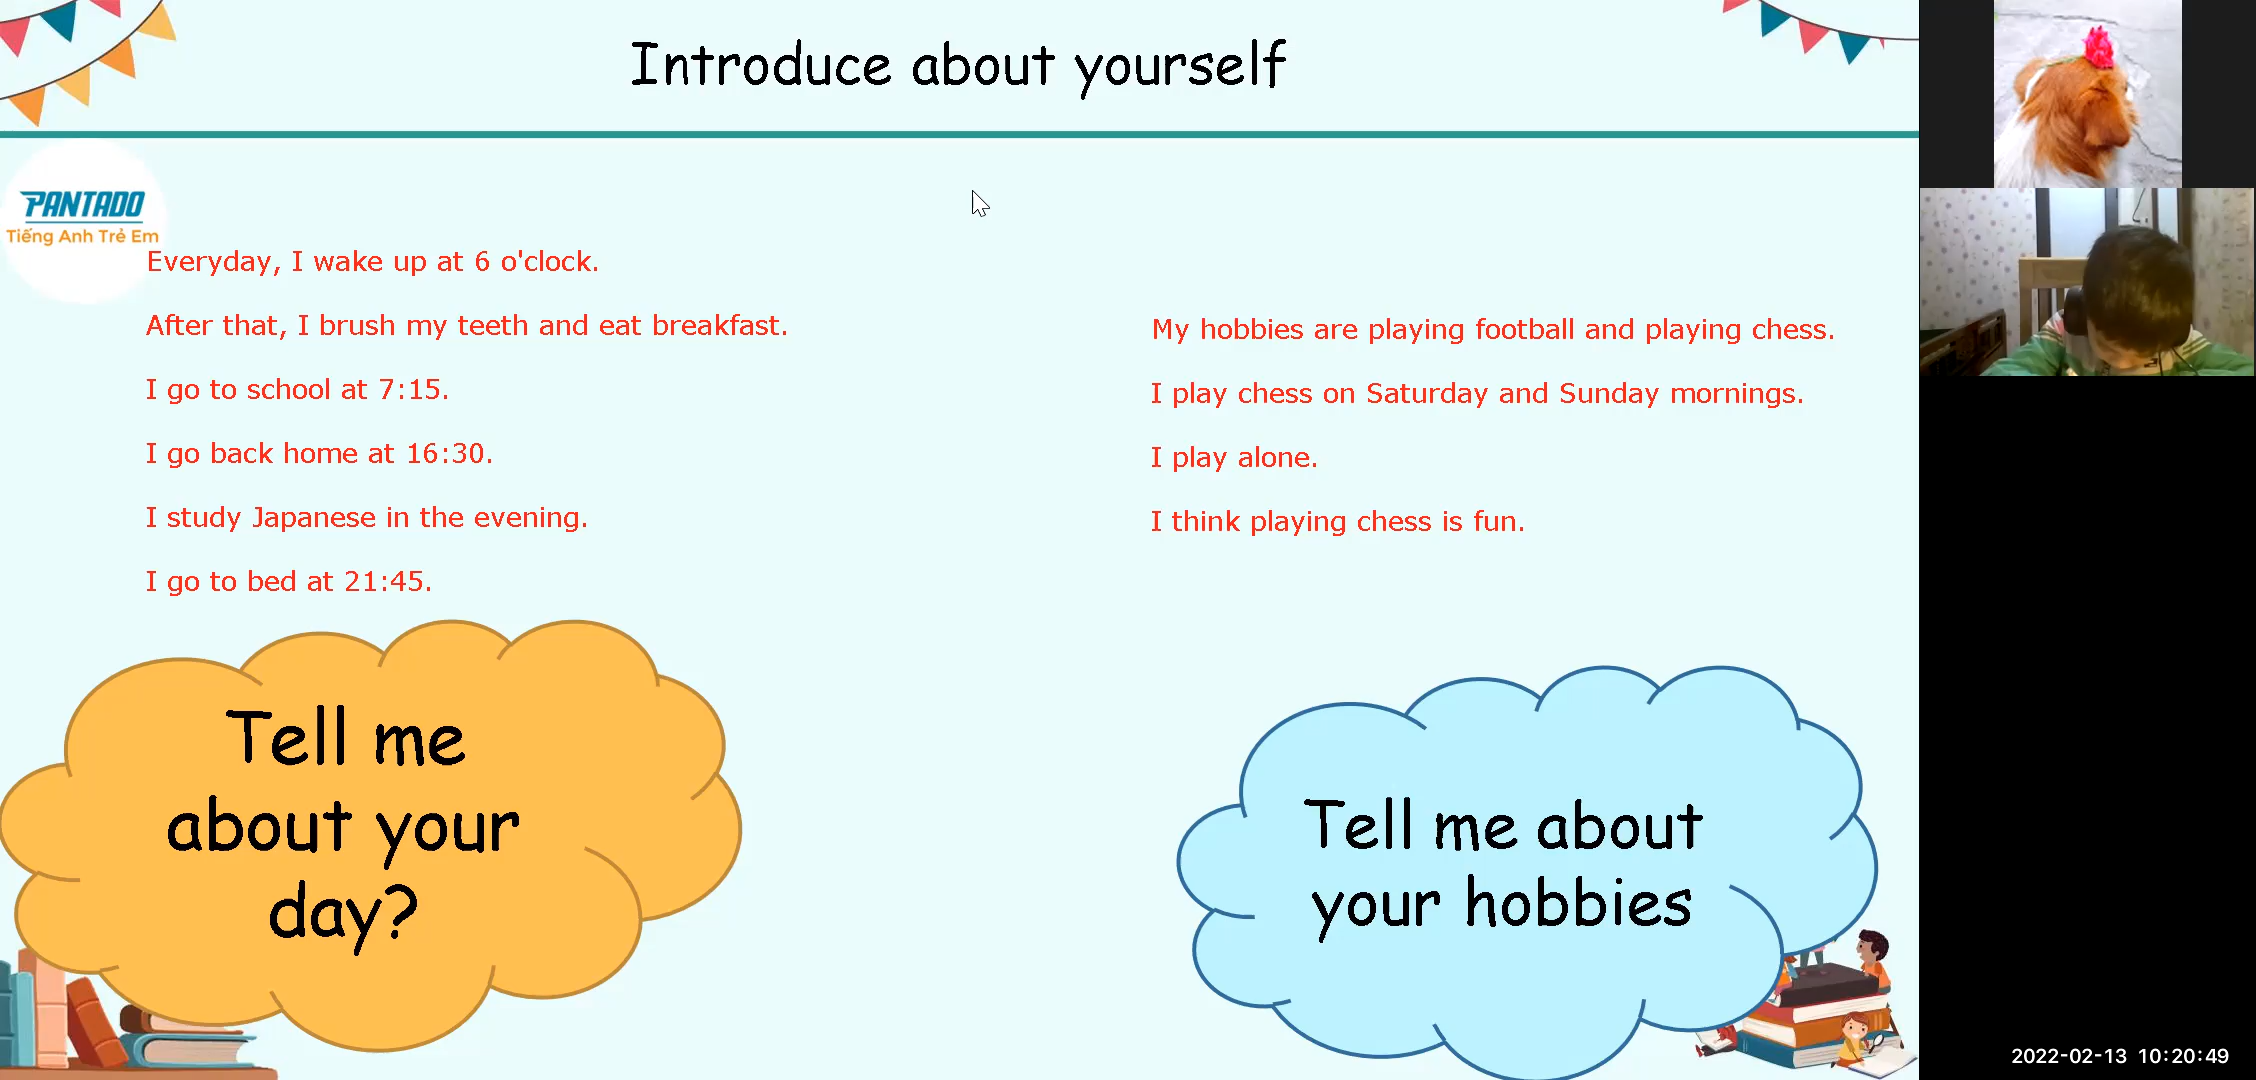 Introduce about yourself
PANTADO
Tiếng Anh Trẻ Em
Everyday, I wake up at 6 o'clock.
After that, I brush my teeth and eat breakfast.
I go to school at 7:15.
I go back home at 16:30.
I study Japanese in the evening.
I go to bed at 21:45.
My hobbies are playing football and playing chess.
I play chess on Saturday and Sunday mornings.
I play alone.
I think playing chess is fun.
Tell me
about your
day?
Tell me about
your hobbies
2022-02-13 10:20:49